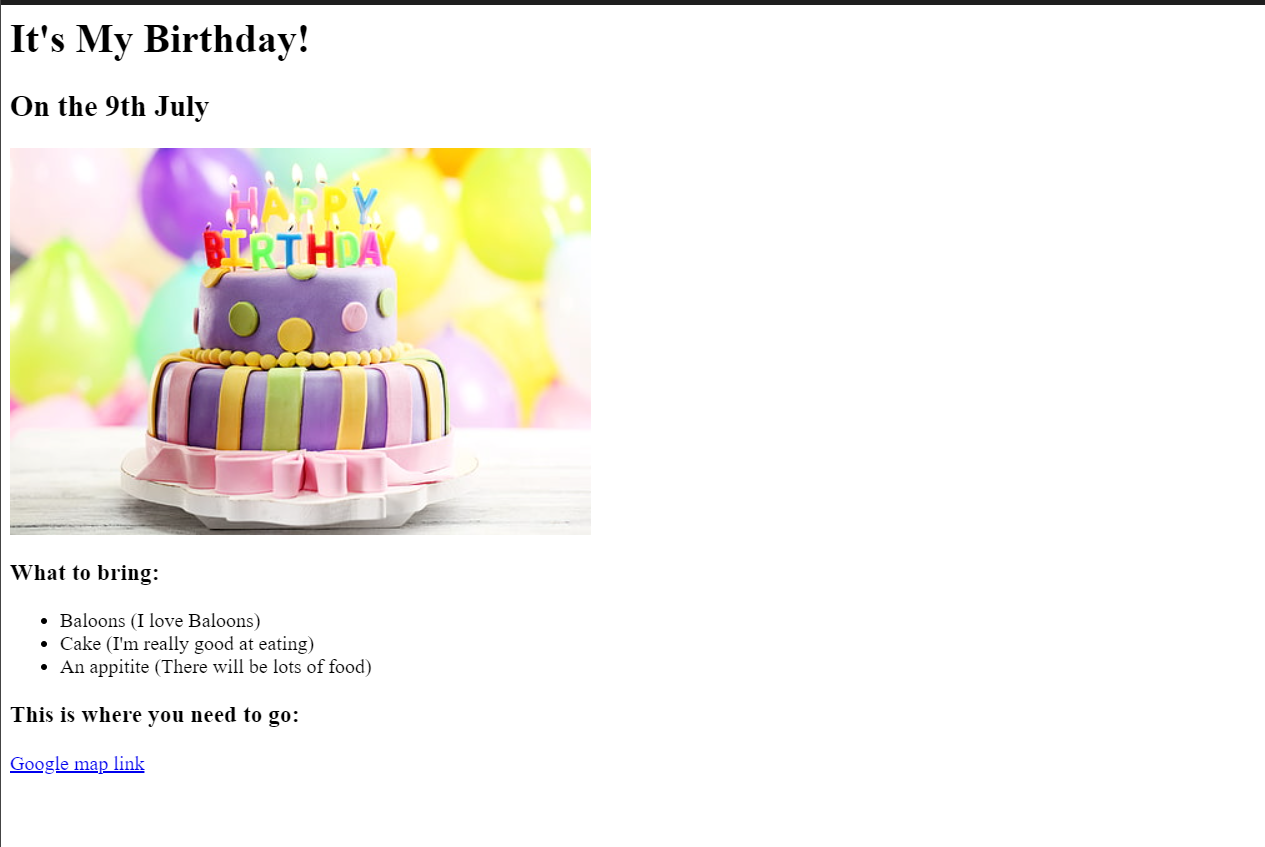 It's My Birthday!
On the 9th July
HAPPY
BIRTHDAY
What to bring:
Baloons (I love Baloons)
Cake (I'm really good at eating)
An appitite (There will be lots of food)
This is where you need to go:
Google map link